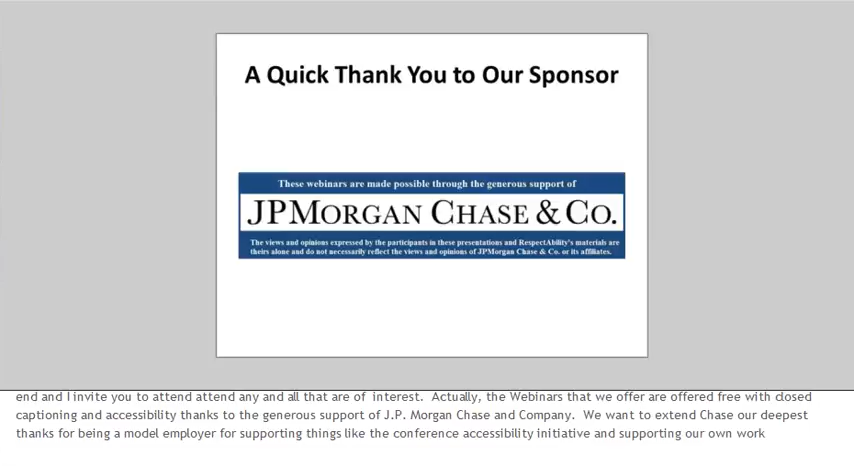 A Quick Thank You to Our Sponsor
These webinars are made possible through the generous support of
JPMORGAN CHASE & CO.
The views and opinions expressed by the participants in these presentations and RespectAbility's materials are
theirs alone and do not necessarily reflect the views and opinions of JPMorgan Chase & Co. or its affiliates.
end and I invite you to attend attend any and all that are of interest. Actually, the Webinars that we offer are offered free with closed
captioning and accessibility thanks to the generous support of J.P. Morgan Chase and Company. We want to extend Chase our deepest
thanks for being a model employer for supporting things like the conference accessibility initiative and supporting our own work